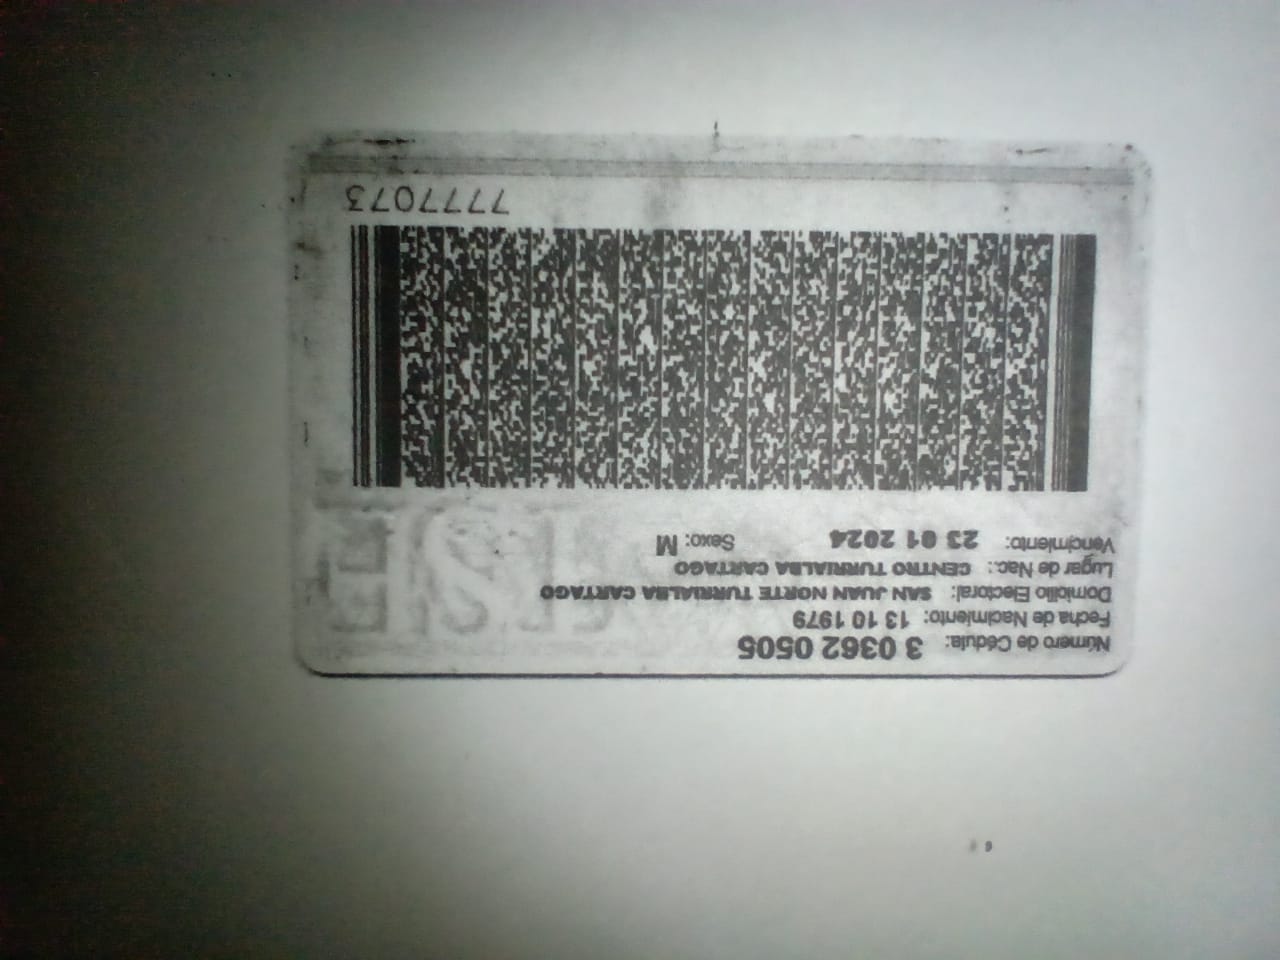 Número de Cédula: 3 0362 0505
Fecha de Nacimiento: 13 10 1979
Domicilio Electoral: SAN JUAN NORTE TURRIALBA CARTAGO
Lugar de Nac.: CENTRO TURRIALBA CARTAGO
Vencimiento: 23 01 2024 Sexo: M
7777073